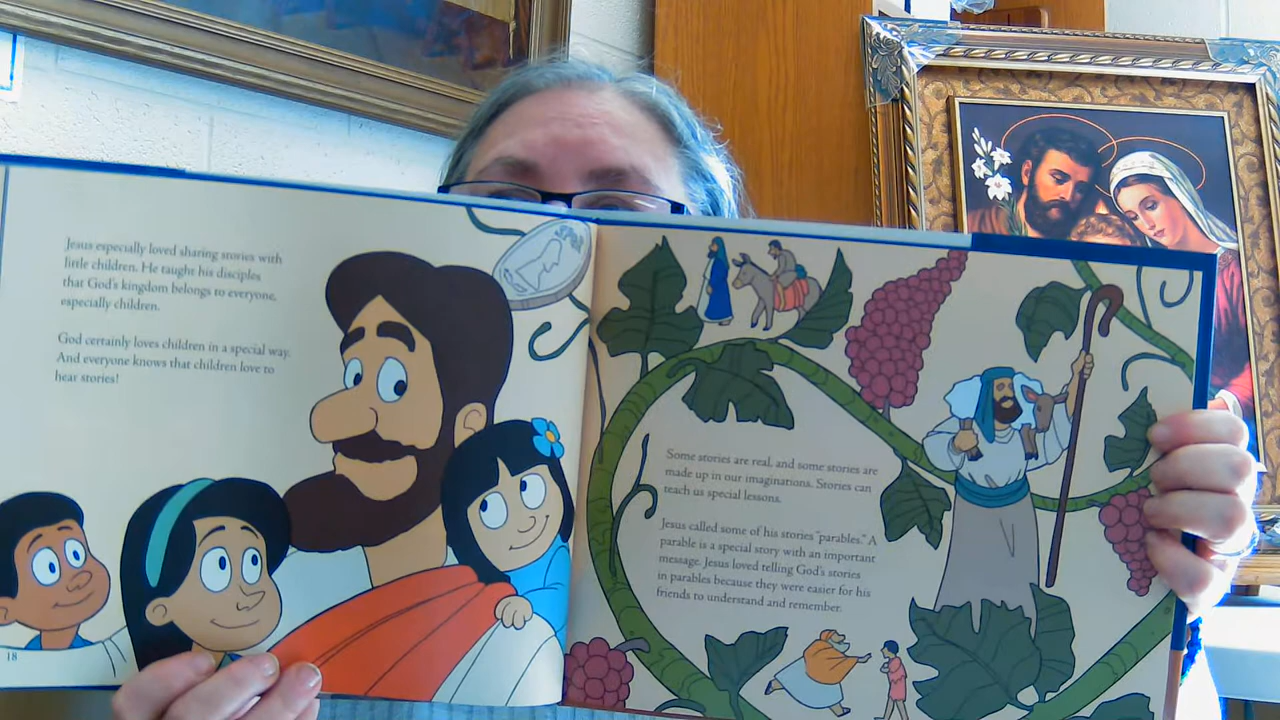 Jesus especially loved sharing stories with
little children. He taught his disciples
that God's kingdom belongs to everyone,
especially children.
God certainly loves children in a special way.
And everyone knows that children love to
hear stories!
18
Some stories are real, and some stories are
made up in our imaginations. Stories can
teach us special lessons.
Jesus called some of his stories "parables." A
parable is a special story with an important
message. Jesus loved telling God's stories
in parables because they were easier for his
friends to understand and remember.